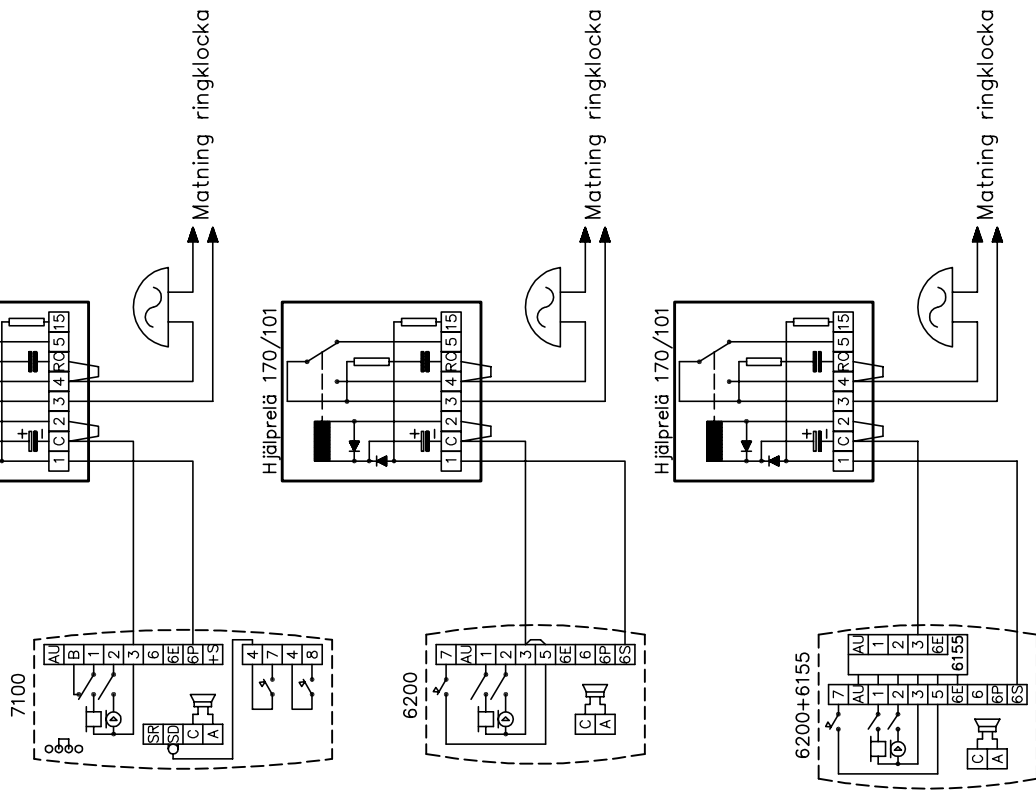 Matning ringklocka
Matning ringklocka
Matning ringklocka
1 C 2 3 4 RC 5 15
+ -
Hjälprelä 170/101
1 C 2 3 4 RC 5 15
+ -
Hjälprelä 170/101
1 C 2 3 4 RC 5 15
+ -
7100
AU B 1 2 3 6 6E 6P +S
4 7 4 8
SR SD C A
6200
7 AU 1 2 3 5 6E 6 6P 6S
C A
6200+6155
AU 1 2 3 6E
6155
7 AU 1 2 3 5 6E 6 6P 6S
C A